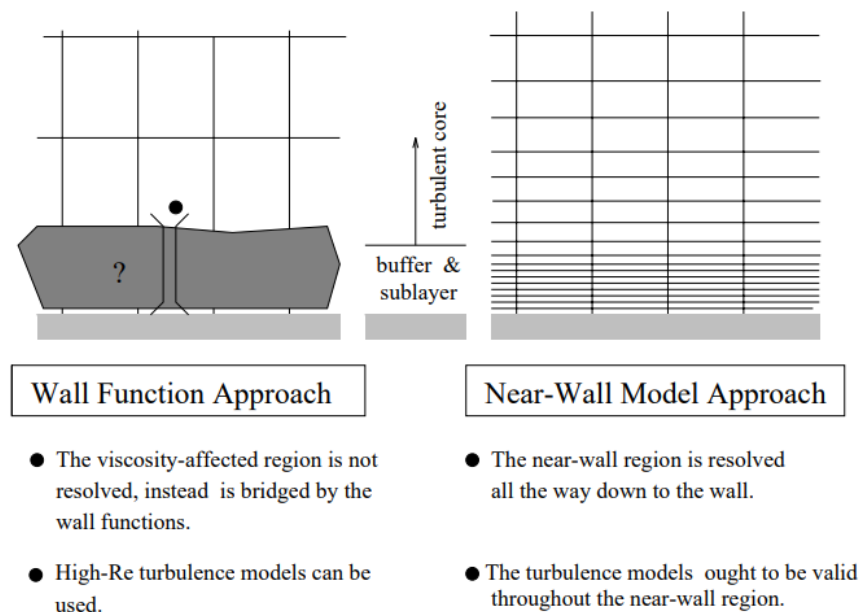 ?
turbulent core
buffer &
sublayer
Wall Function Approach
● The viscosity-affected region is not
resolved, instead is bridged by the
wall functions.
● High-Re turbulence models can be
used.
Near-Wall Model Approach
● The near-wall region is resolved
all the way down to the wall.
● The turbulence models ought to be valid
throughout the near-wall region.